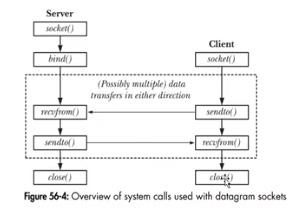 Server
socket()
Client
bind()
socket()
(Possibly multiple) data
transfers in either direction
recvfrom()
sendto()
sendto()
recvfrom()
close()
close()
Figure 56-4: Overview of system calls used with datagram sockets